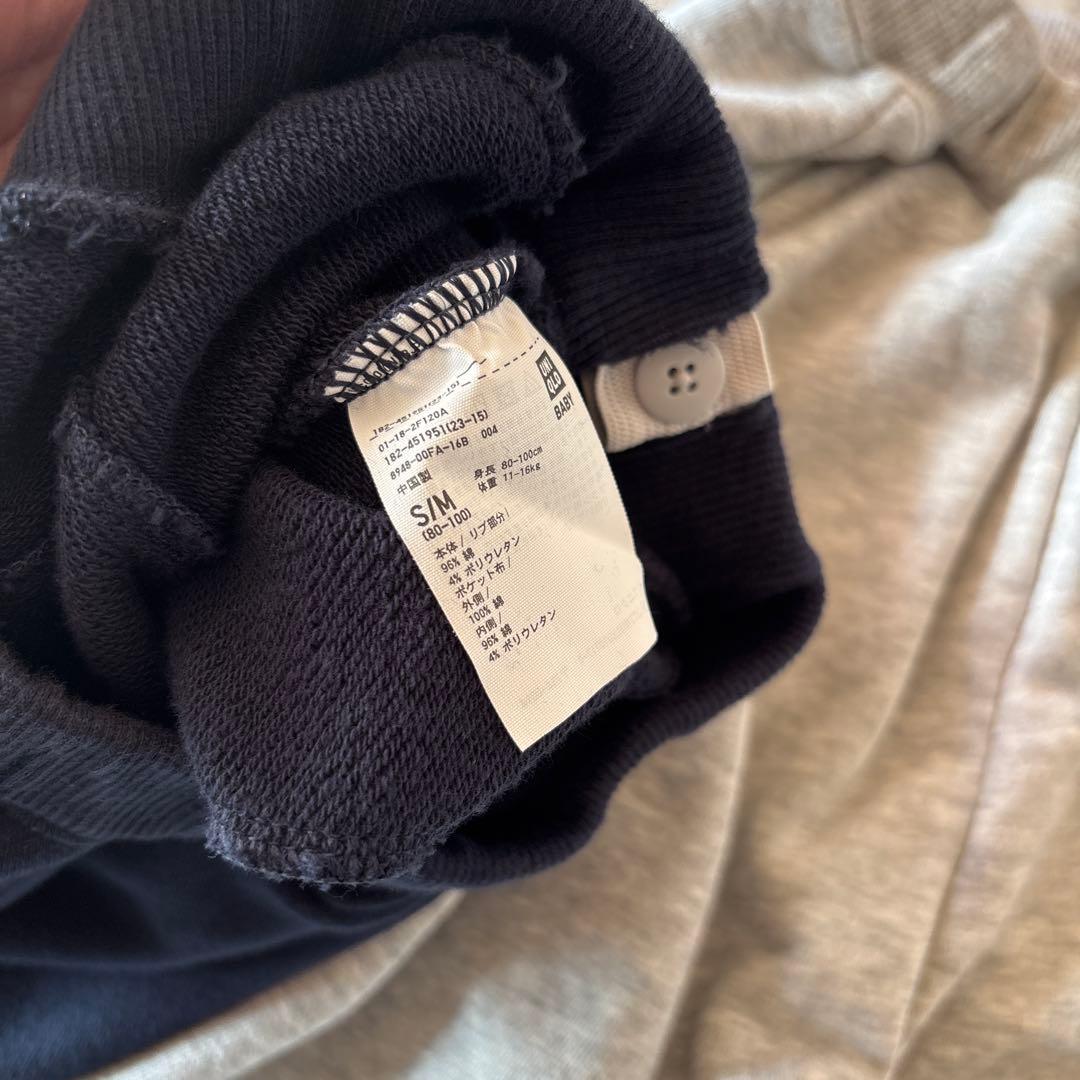 UNI
QLO
BABY
01-18-2F120A
182-451951(23-15)
8948-00FA-16B 004
中国製
身長 80-100cm
体重 11-16kg
S/M
(80-100)
本体/リブ部分/
96% 綿
4% ポリウレタン
ポケット布/
外側/
100% 綿
内側/
96% 綿
4% ポリウレタン